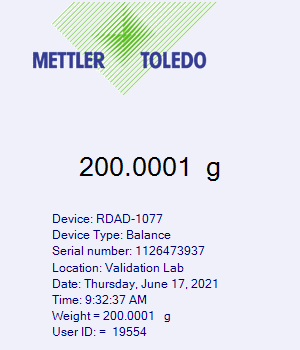 METTLER TOLEDO
200.0001 g
Device: RDAD-1077
Device Type: Balance
Serial number: 1126473937
Location: Validation Lab
Date: Thursday, June 17, 2021
Time: 9:32:37 AM
Weight = 200.0001 g
User ID: = 19554